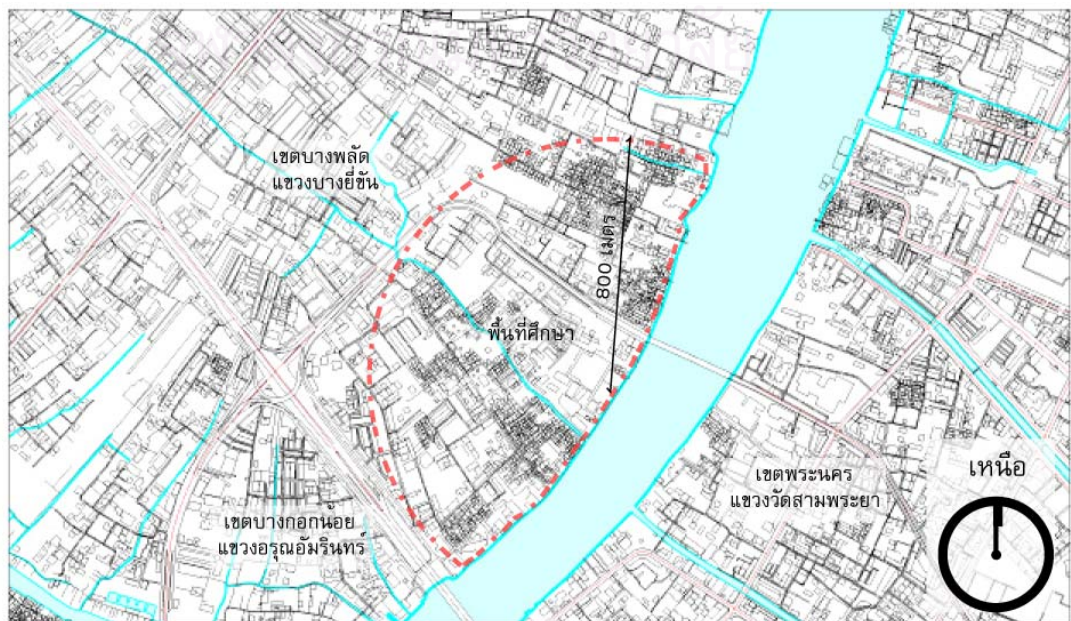 เขตบางพลัด
แขวงบางยี่ขัน
800 เมตร
พื้นที่ศึกษา
เขตพระนคร
แขวงวัดสามพระยา
เหนือ
เขตบางกอกน้อย
แขวงอรุณอัมรินทร์